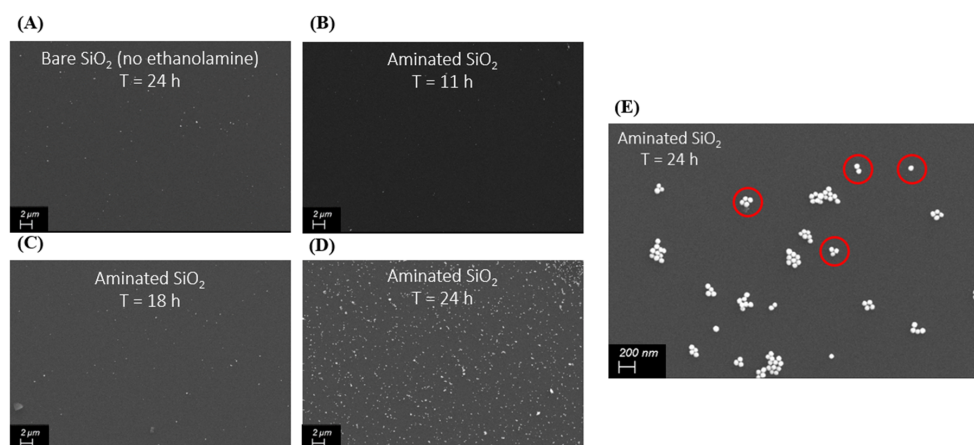 (A)
Bare SiO₂ (no ethanolamine)
T = 24 h
2 µm
(B)
Aminated SiO₂
T = 11 h
2 µm
(C)
Aminated SiO₂
T = 18 h
2 µm
(D)
Aminated SiO₂
T = 24 h
2 µm
(E)
Aminated SiO₂
T = 24 h
200 nm